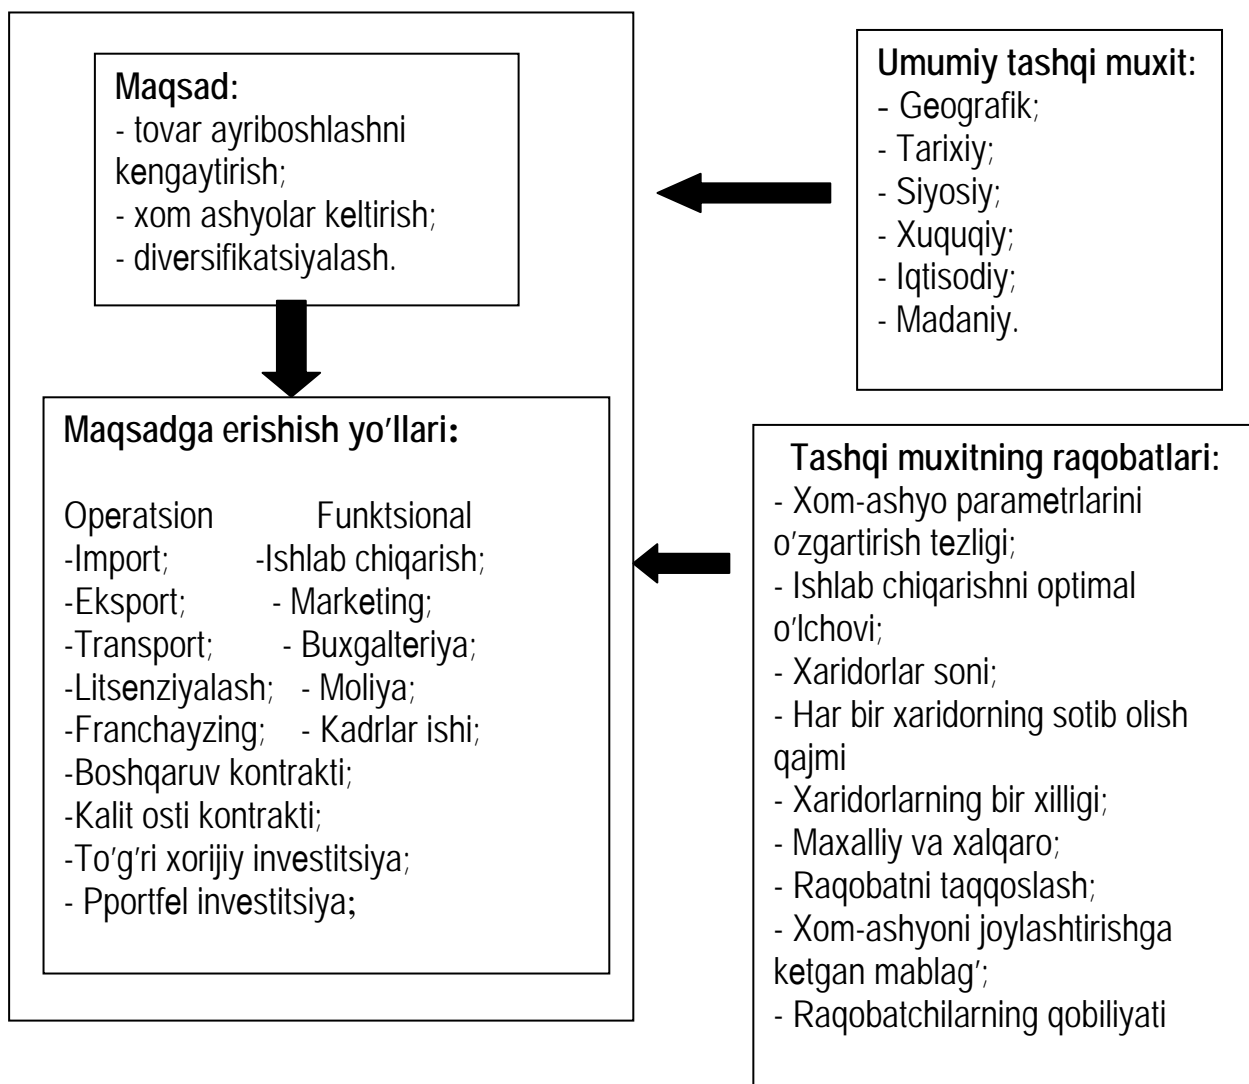 Maqsad:
- tovar ayriboshlashni
kengaytirish;
- xom ashyolar keltirish;
- diversifikatsiyalash.
Umumiy tashqi muxit:
- Geografik;
- Tarixiy;
- Siyosiy;
- Xuquqiy;
- Iqtisodiy;
- Madaniy.
Maqsadga erishish yo'llari:
Operatsion Funktsional
-Import; -Ishlab chiqarish;
-Eksport; - Marketing;
-Transport; - Buxgalteriya;
-Litsenziyalash; - Moliya;
-Franchayzing; - Kadrlar ishi;
-Boshqaruv kontrakti;
-Kalit osti kontrakti;
-To'g'ri xorijiy investitsiya;
- Pportfel investitsiya;
Tashqi muxitning raqobatlari:
- Xom-ashyo parametrlarini
o'zgartirish tezligi;
- Ishlab chiqarishni optimal
o'lchovi;
- Xaridorlar soni;
- Har bir xaridorning sotib olish
qajmi
- Xaridorlarning bir xilligi;
- Maxalliy va xalqaro;
- Raqobatni taqqoslash;
- Xom-ashyoni joylashtirishga
ketgan mablag';
- Raqobatchilarning qobiliyati